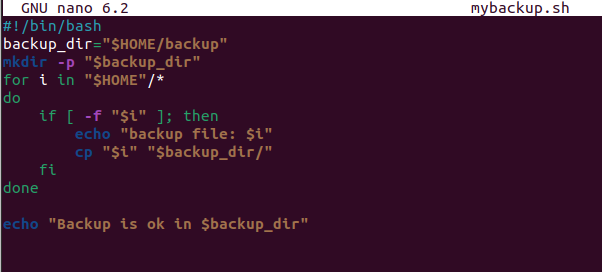 GNU nano 6.2 mybackup.sh
#!/bin/bash
backup_dir="$HOME/backup"
mkdir -p "$backup_dir"
for i in "$HOME"/*
do
    if [ -f "$i" ]; then
        echo "backup file: $i"
        cp "$i" "$backup_dir/"
    fi
done

echo "Backup is ok in $backup_dir"